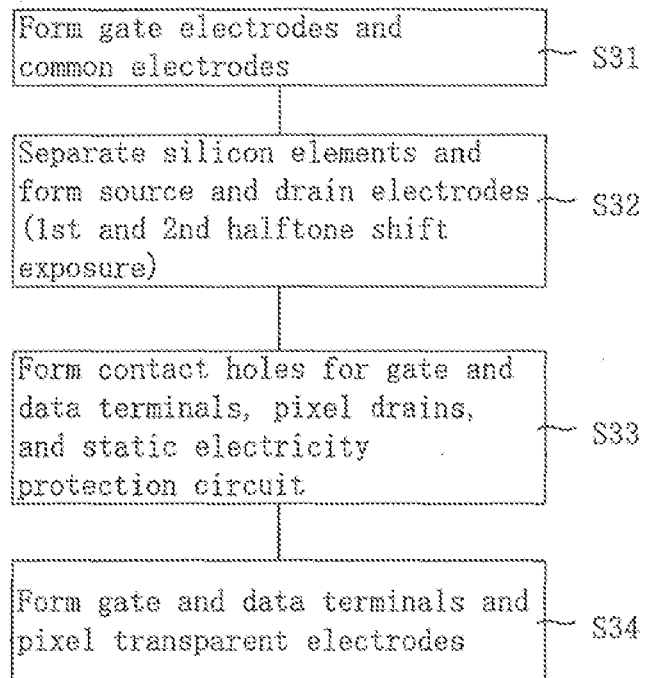 Form gate electrodes and
common electrodes
S31
Separate silicon elements and
form source and drain electrodes
(1st and 2nd halftone shift
exposure)
S32
Form contact holes for gate and
data terminals, pixel drains,
and static electricity
protection circuit
S33
Form gate and data terminals and
pixel transparent electrodes
S34